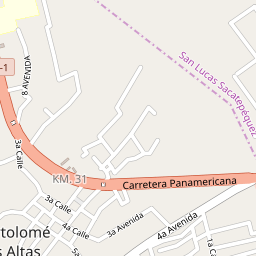 8 AVENIDA
San Lucas Sacatepéquez
-1
3a Calle
KM. 31
Carretera Panamericana
3a Calle
3a Avenida
4a Avenida
4a Calle
tolomé
s Altas